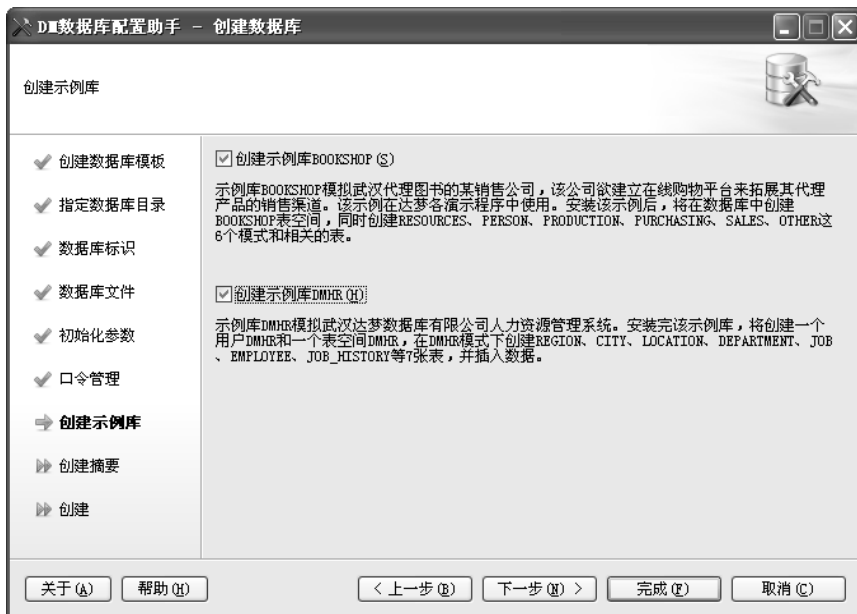 DM数据库配置助手 - 创建数据库
创建示例库
创建数据库模板
指定数据库目录
数据库标识
数据库文件
初始化参数
口令管理
创建示例库
创建摘要
创建
创建示例库BOOKSHOP(S)
示例库BOOKSHOP模拟武汉代理图书的某销售公司，该公司欲建立在线购物平台来拓展其代理
产品的销售渠道。该示例在达梦各演示程序中使用。安装该示例后，将在数据库中创建
BOOKSHOP表空间，同时创建RESOURCES、PERSON、PRODUCTION、PURCHASING、SALES、OTHER这
6个模式和相关的表。
创建示例库DMHR(H)
示例库DMHR模拟武汉达梦数据库有限公司人力资源管理系统。安装完该示例库，将创建一个
用户DMHR和一个表空间DMHR，在DMHR模式下创建REGION、CITY、LOCATION、DEPARTMENT、JOB
、EMPLOYEE、JOB_HISTORY等7张表，并插入数据。
关于(A) 帮助(H) < 上一步(B) 下一步(N) > 完成(F) 取消(C)